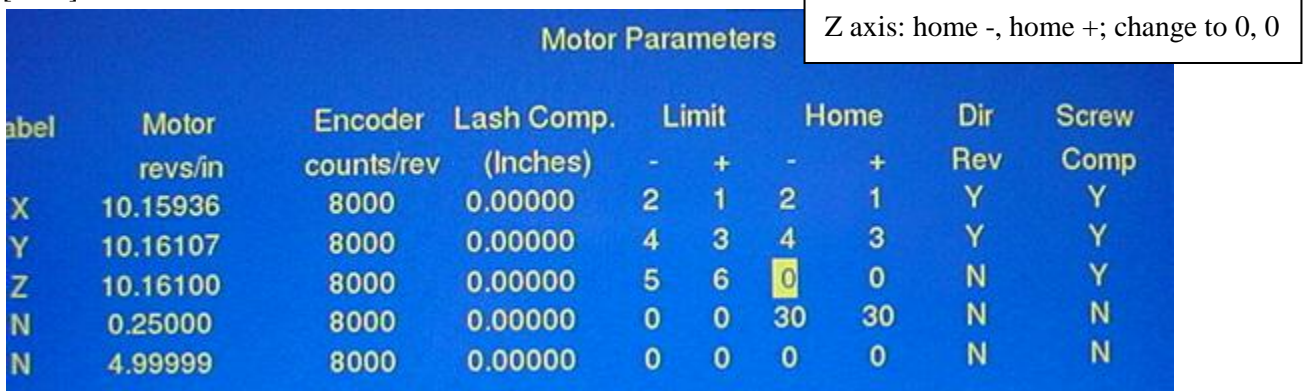 Z axis: home -, home +; change to 0, 0
Motor Parameters
abel Motor Encoder Lash Comp. Limit Home Dir Screw
revs/in counts/rev (Inches) - + - + Rev Comp
X 10.15936 8000 0.00000 2 1 2 1 Y Y
Y 10.16107 8000 0.00000 4 3 4 3 Y Y
Z 10.16100 8000 0.00000 5 6 0 0 N Y
N 0.25000 8000 0.00000 0 0 30 30 N N
N 4.99999 8000 0.00000 0 0 0 0 N N